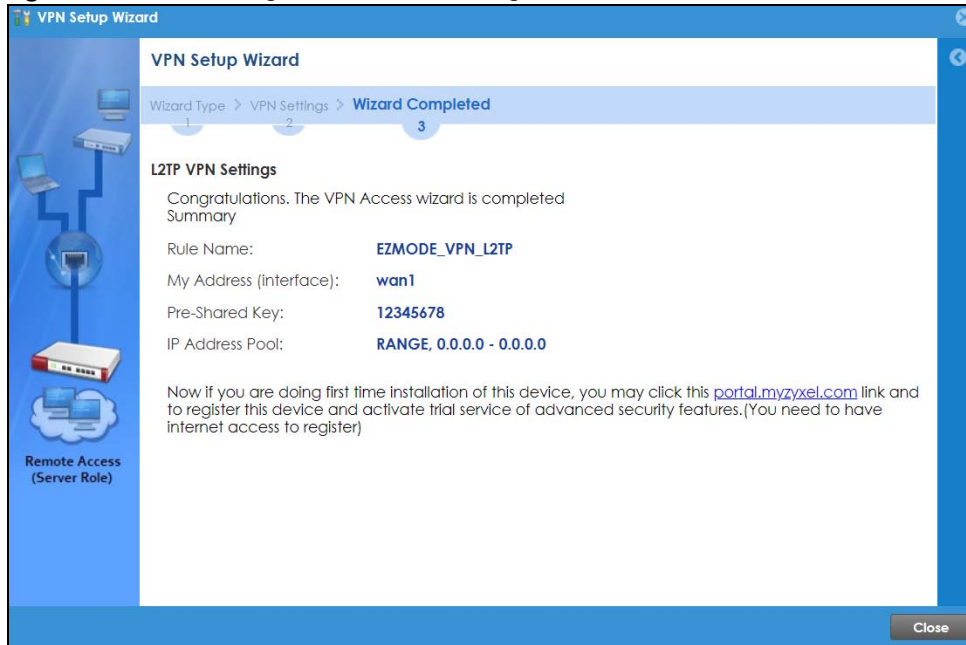 VPN Setup Wizard
VPN Setup Wizard
Wizard Type > VPN Settings > Wizard Completed
1 2 3
L2TP VPN Settings
Congratulations. The VPN Access wizard is completed
Summary
Rule Name: EZMODE_VPN_L2TP
My Address (interface): wan1
Pre-Shared Key: 12345678
IP Address Pool: RANGE, 0.0.0.0 - 0.0.0.0
Now if you are doing first time installation of this device, you may click this portal.myzyxel.com link and
to register this device and activate trial service of advanced security features.(You need to have
internet access to register)
Remote Access
(Server Role)
Close